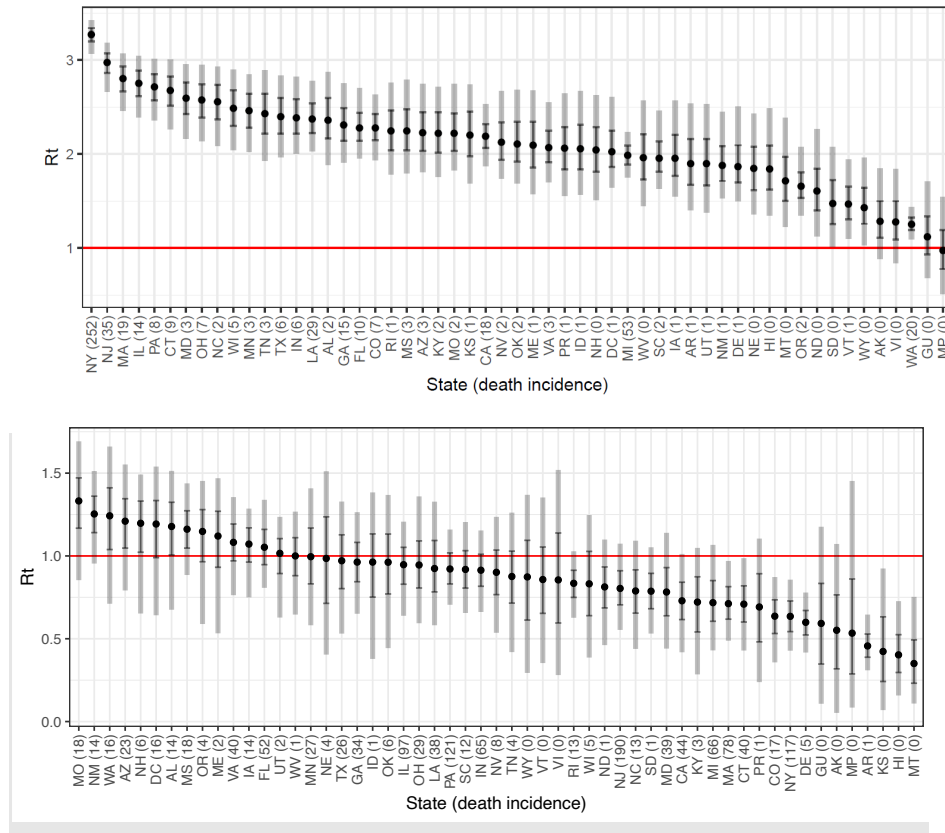 3
2
1
Rt
NY (252)
NJ (35)
MA (19)
IL (14)
PA (8)
CT (9)
MD (3)
OH (7)
NC (2)
WI (5)
MN (3)
TN (3)
TX (6)
IN (6)
LA (29)
AL (2)
GA (15)
FL (10)
CO (7)
RI (1)
MS (3)
AZ (3)
KY (2)
MO (2)
KS (1)
CA (18)
NV (2)
OK (2)
ME (1)
VA (3)
PR (1)
ID (1)
NH (0)
DC (1)
MI (53)
WV (0)
SC (2)
IA (1)
AR (1)
UT (1)
NM (1)
DE (1)
NE (0)
HI (0)
MT (0)
OR (2)
ND (0)
SD (0)
VT (1)
WY (0)
AK (0)
VI (0)
WA (20)
GU (0)
MP (0)
State (death incidence)
1.5
1.0
0.5
0.0
Rt
MO (18)
NM (14)
WA (16)
AZ (23)
NH (6)
DC (16)
AL (14)
MS (18)
OR (4)
ME (2)
VA (40)
IA (14)
FL (52)
UT (2)
WV (1)
MN (27)
NE (4)
TX (26)
GA (34)
ID (1)
OK (6)
IL (97)
OH (29)
LA (38)
PA (121)
SC (12)
IN (65)
NV (8)
TN (4)
WY (0)
VT (0)
VI (0)
RI (13)
WI (5)
ND (1)
NJ (190)
NC (13)
SD (1)
MD (39)
CA (44)
KY (3)
MI (66)
MA (78)
CT (40)
PR (1)
CO (17)
NY (117)
DE (5)
GU (0)
AK (0)
MP (0)
AR (1)
KS (0)
HI (0)
MT (0)
State (death incidence)